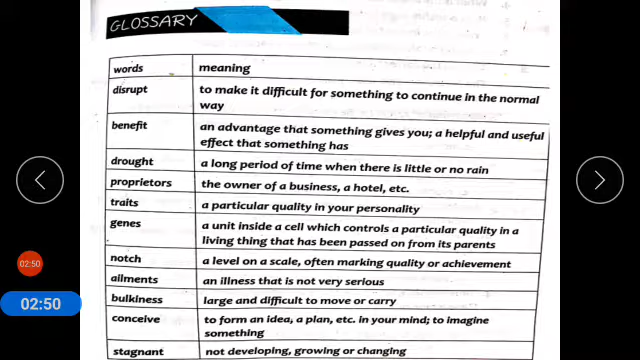 GLOSSARY
words meaning
disrupt to make it difficult for something to continue in the normal
way
benefit an advantage that something gives you; a helpful and useful
effect that something has
drought a long period of time when there is little or no rain
proprietors the owner of a business, a hotel, etc.
traits a particular quality in your personality
genes a unit inside a cell which controls a particular quality in a
living thing that has been passed on from its parents
notch a level on a scale, often marking quality or achievement
ailments an illness that is not very serious
bulkiness large and difficult to move or carry
conceive to form an idea, a plan, etc. in your mind; to imagine
something
stagnant not developing, growing or changing
02:50
02:50